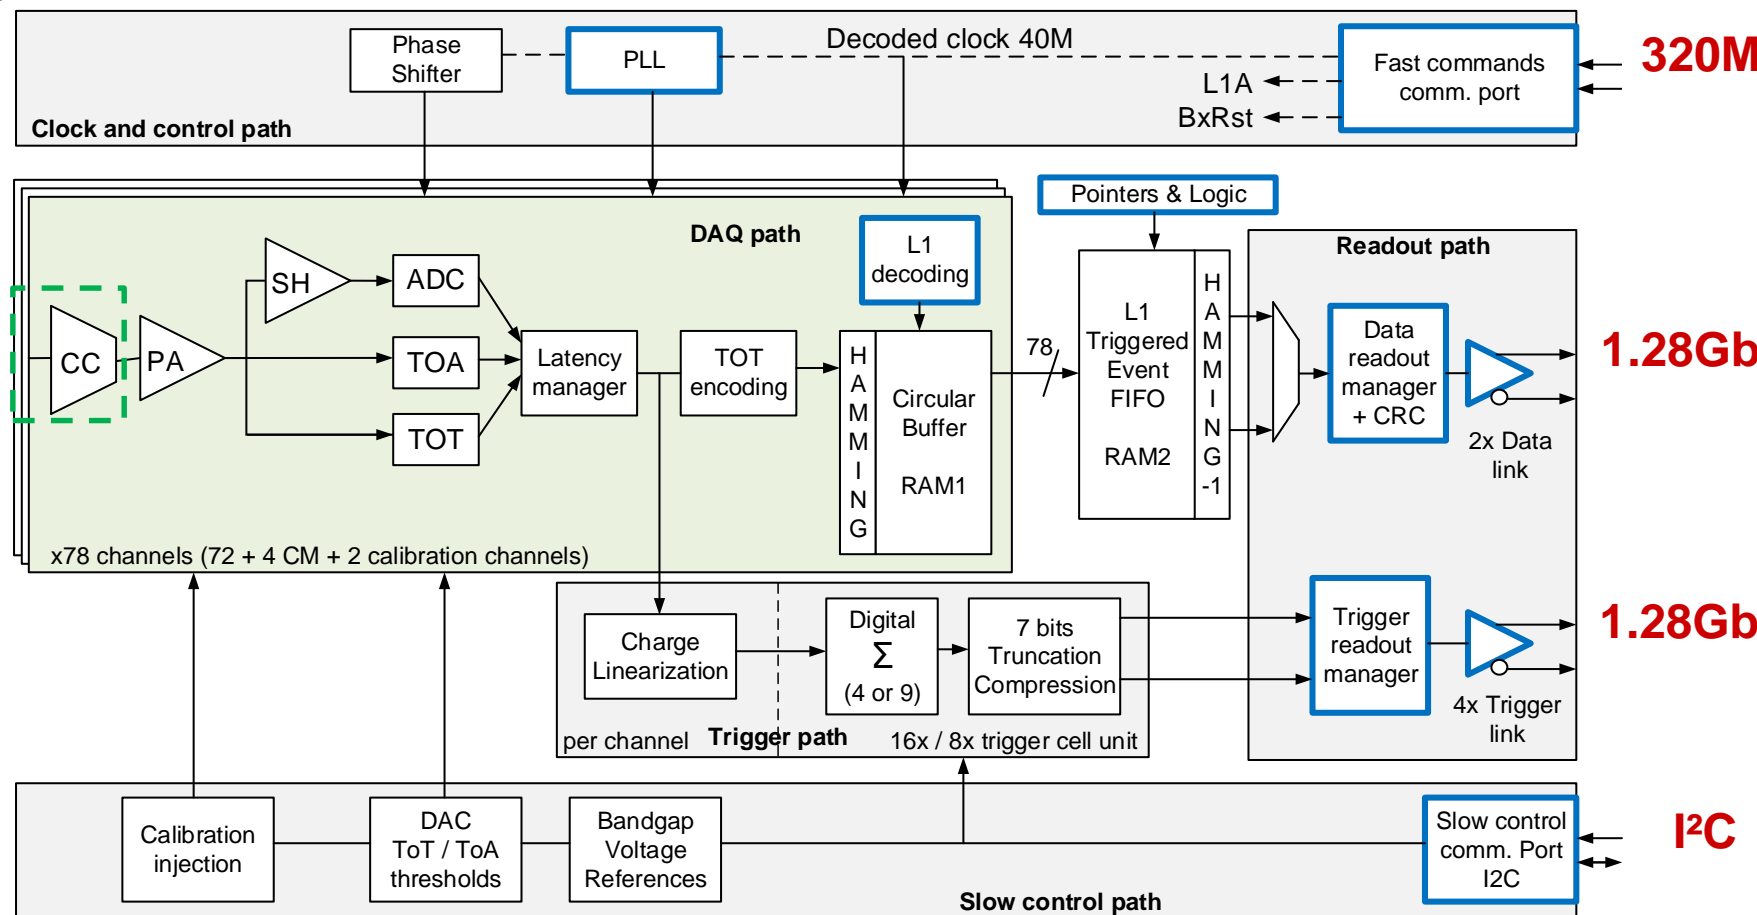 Phase
Shifter
PLL
Decoded clock 40M
L1A
BxRst
Fast commands
comm. port
320M
Clock and control path
DAQ path
L1
decoding
Pointers & Logic
Readout path
CC
PA
SH
ADC
TOA
TOT
Latency
manager
TOT
encoding
HAMMING
Circular
Buffer
RAM1
78
L1
Triggered
Event
FIFO
RAM2
HAMMING-1
Data
readout
manager
+ CRC
2x Data
link
1.28Gb
x78 channels (72 + 4 CM + 2 calibration channels)
Charge
Linearization
Digital
Σ
(4 or 9)
7 bits
Truncation
Compression
per channel
Trigger path
16x / 8x trigger cell unit
Trigger
readout
manager
4x Trigger
link
1.28Gb
Calibration
injection
DAC
ToT / ToA
thresholds
Bandgap
Voltage
References
Slow control
comm. Port
I2C
I²C
Slow control path